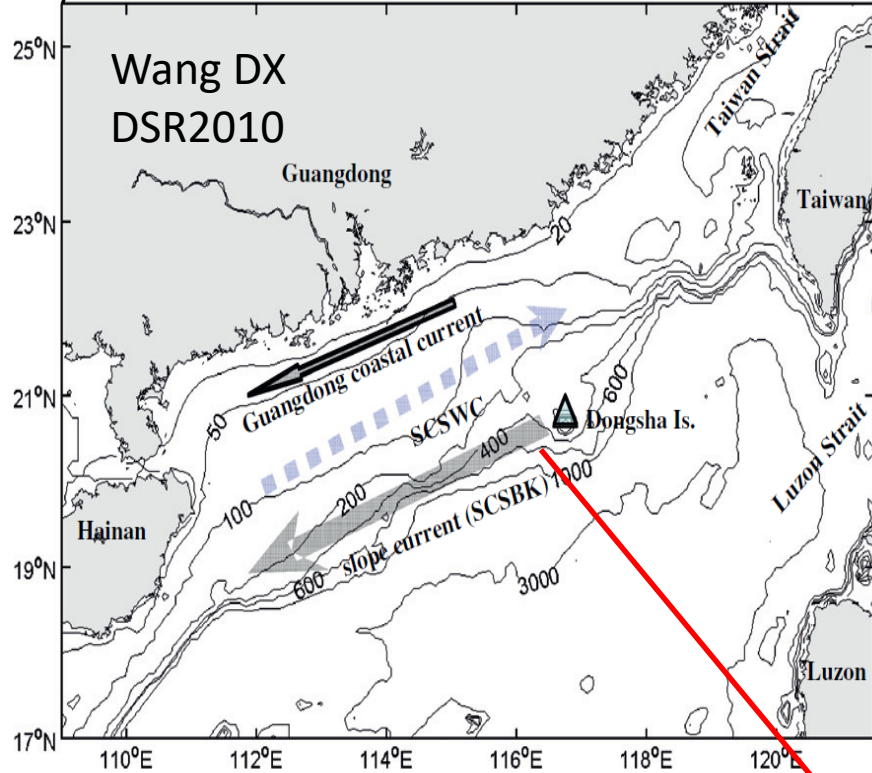 Wang DX
DSR2010
25°N
23°N
21°N
19°N
17°N
110°E
112°E
114°E
116°E
118°E
120°E
Guangdong
Taiwan Strait
Taiwan
20
Guangdong coastal current
50
SCSWC
600
Dongsha Is.
400
100
200
1000
Hainan
slope current (SCSBK)
600
3000
Luzon Strait
Luzon